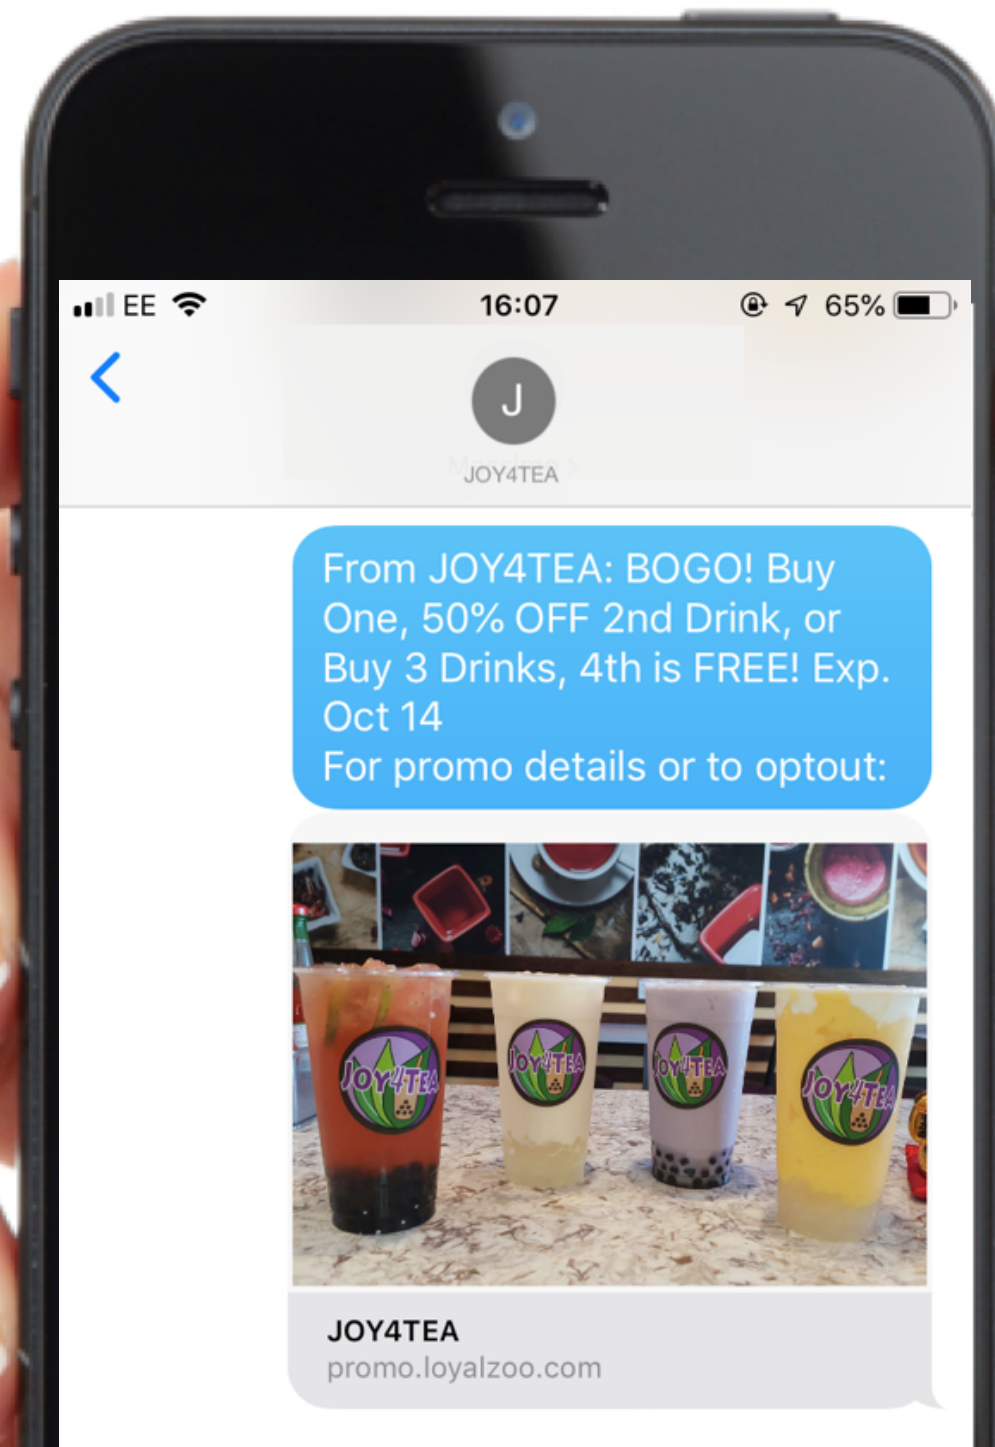 EE 16:07 65%
J
JOY4TEA
From JOY4TEA: BOGO! Buy
One, 50% OFF 2nd Drink, or
Buy 3 Drinks, 4th is FREE! Exp.
Oct 14
For promo details or to optout:
JOY4TEA JOY4TEA JOY4TEA JOY4TEA
JOY4TEA
promo.loyalzoo.com